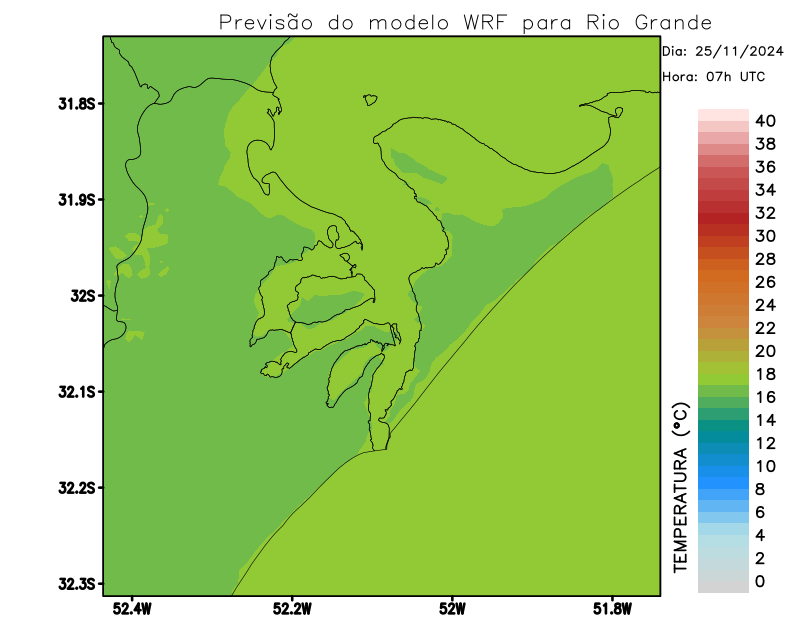 Previsão do modelo WRF para Rio Grande
Dia: 25/11/2024
Hora: 07h UTC
31.8S
31.9S
32S
32.1S
32.2S
32.3S
52.4W
52.2W
52W
51.8W
TEMPERATURA (ºC)
40
38
36
34
32
30
28
26
24
22
20
18
16
14
12
10
8
6
4
2
0